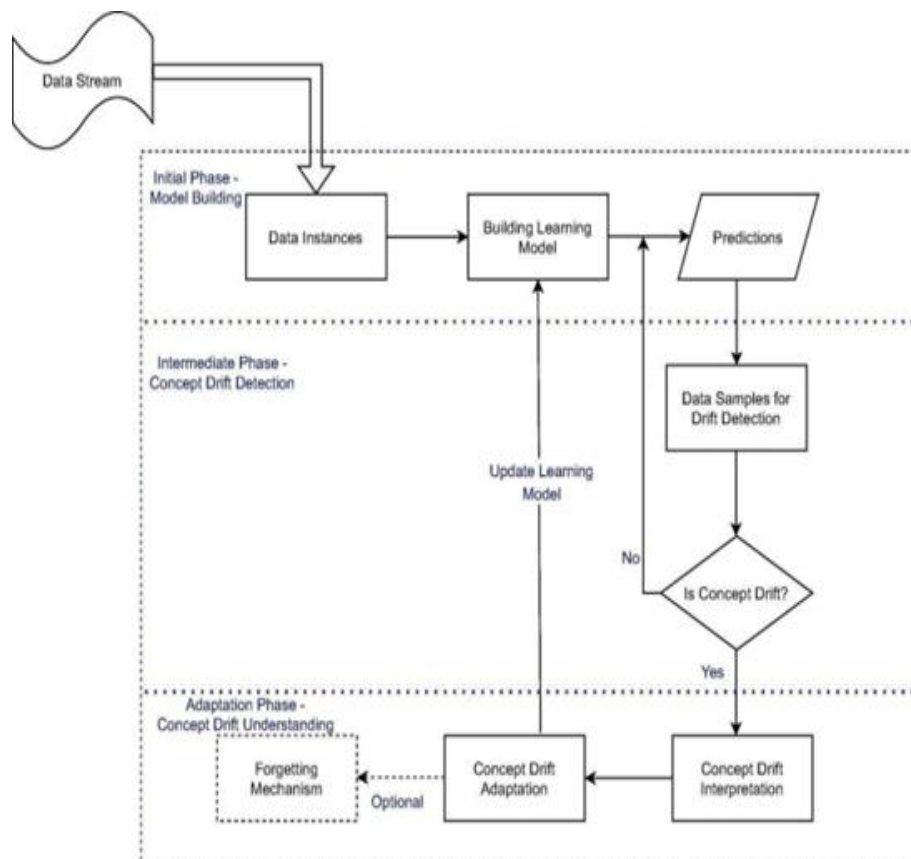 Data Stream
Initial Phase -
Model Building
Data Instances
Building Learning
Model
Predictions
Intermediate Phase -
Concept Drift Detection
Data Samples for
Drift Detection
Update Learning
Model
No
Is Concept Drift?
Yes
Adaptation Phase -
Concept Drift Understanding
Forgetting
Mechanism
Optional
Concept Drift
Adaptation
Concept Drift
Interpretation